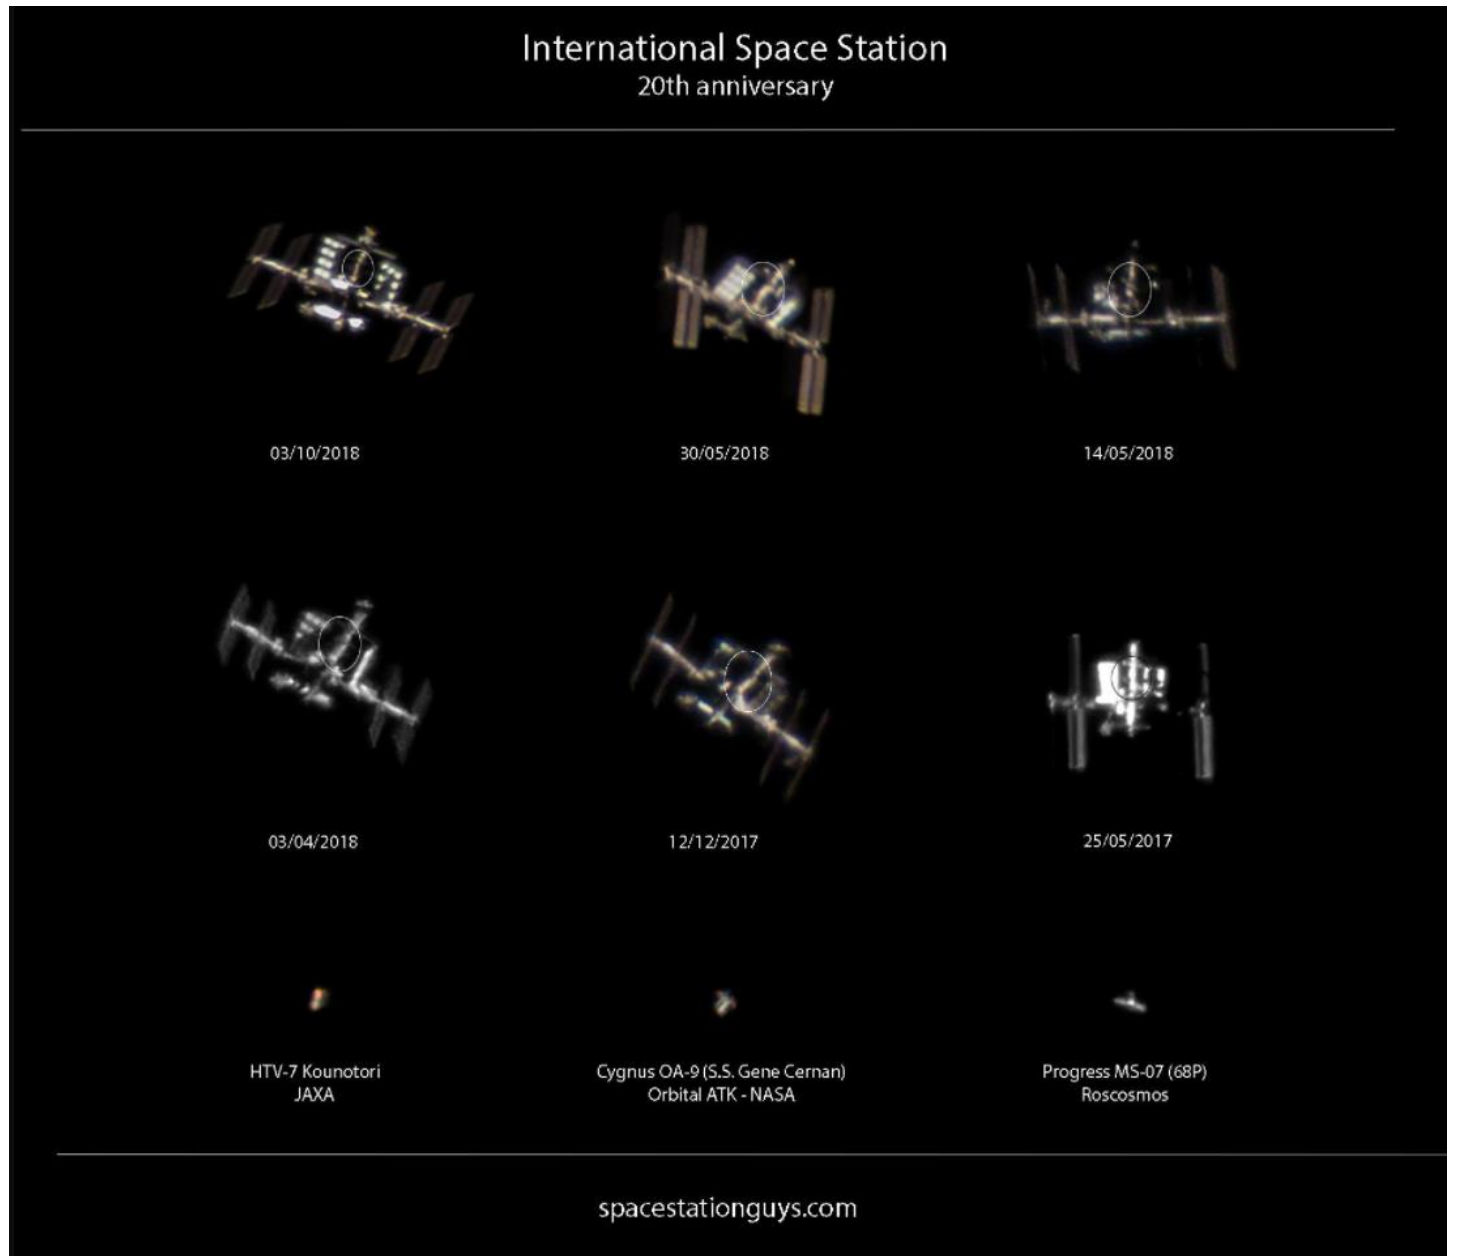 International Space Station
20th anniversary
03/10/2018
30/05/2018
14/05/2018
03/04/2018
12/12/2017
25/05/2017
HTV-7 Kounotori
JAXA
Cygnus OA-9 (S.S. Gene Cernan)
Orbital ATK - NASA
Progress MS-07 (68P)
Roscosmos
spacestationguys.com